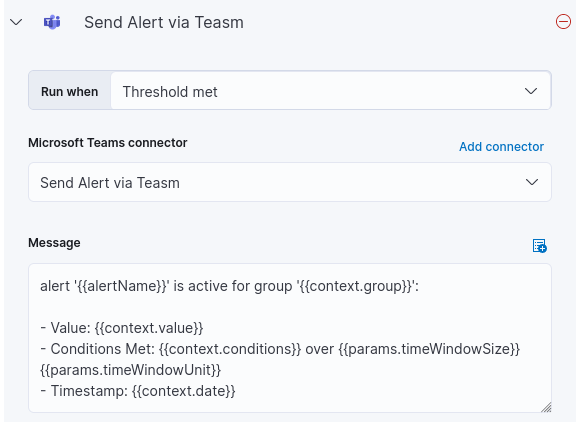 Send Alert via Teasm
Run when
Threshold met
Microsoft Teams connector
Add connector
Send Alert via Teasm
Message
alert '{{alertName}}' is active for group '{{context.group}}':
- Value: {{context.value}}
- Conditions Met: {{context.conditions}} over {{params.timeWindowSize}}
{{params.timeWindowUnit}}
- Timestamp: {{context.date}}